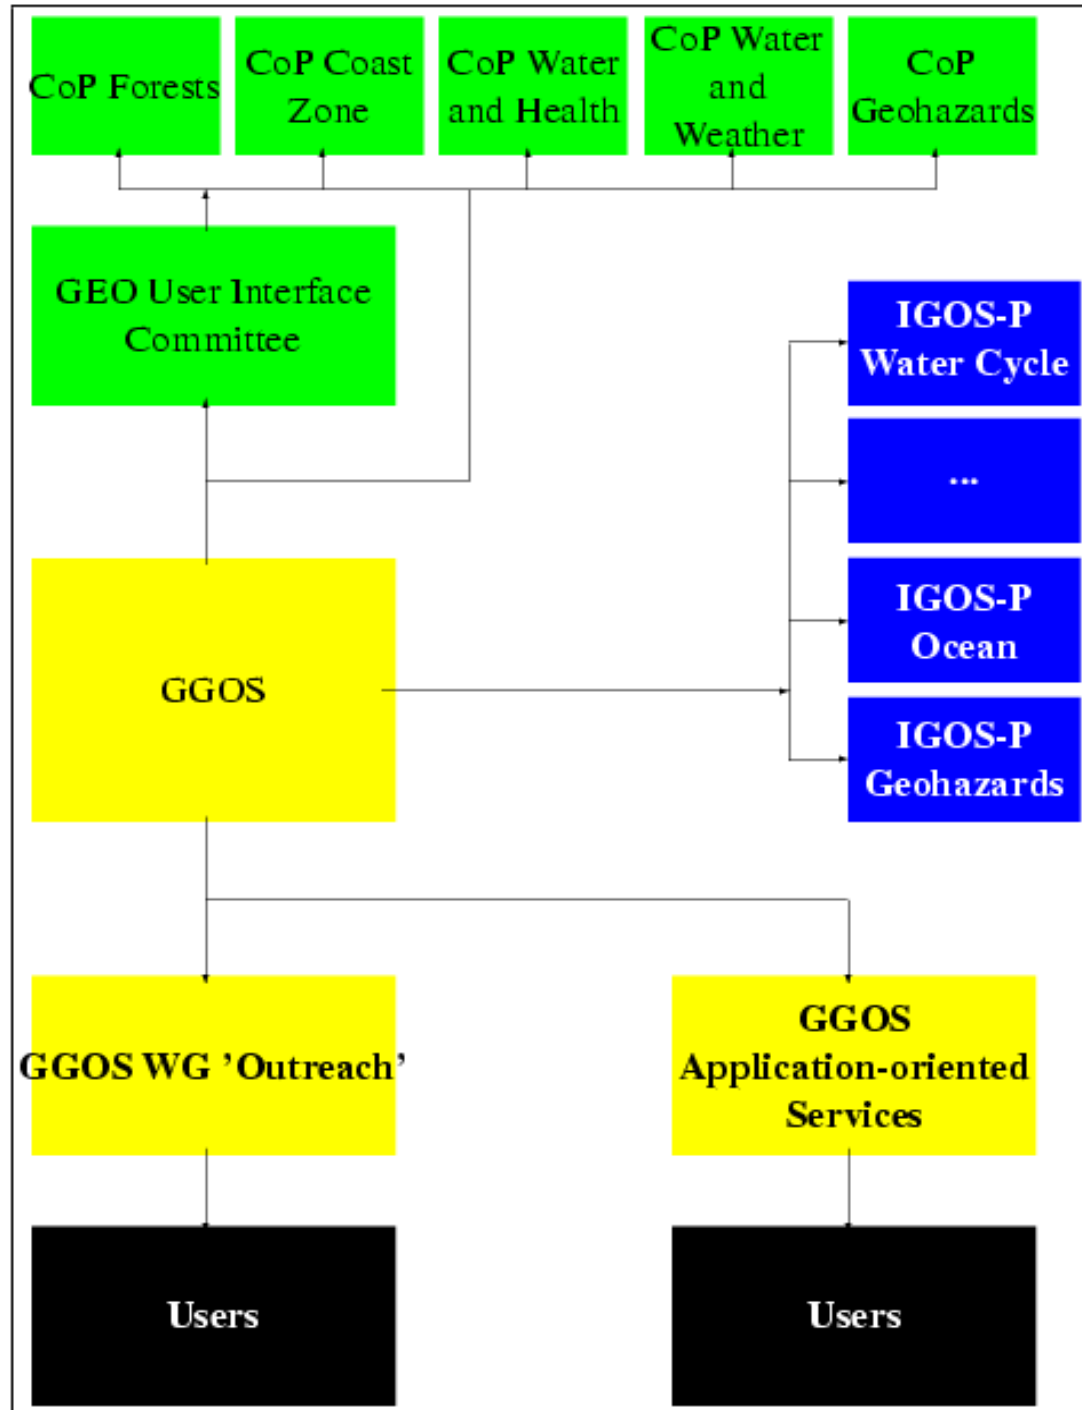 CoP Forests
CoP Coast
Zone
CoP Water
and Health
CoP Water
and
Weather
CoP
Geohazards
GEO User Interface
Committee
IGOS-P
Water Cycle
...
IGOS-P
Ocean
IGOS-P
Geohazards
GGOS
GGOS WG 'Outreach'
GGOS
Application-oriented
Services
Users
Users